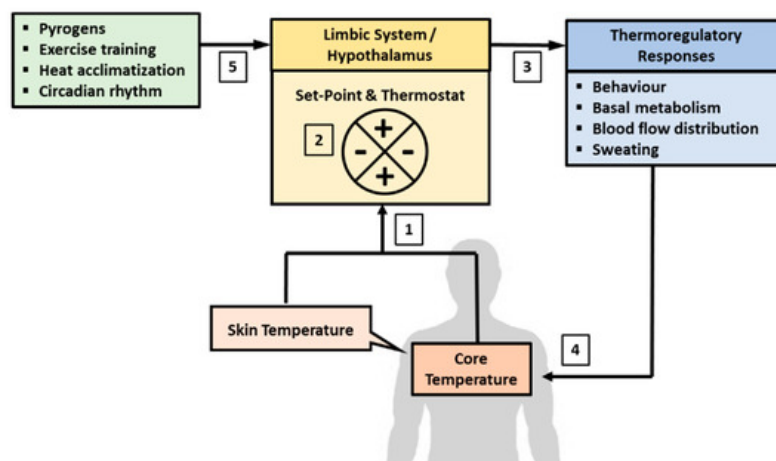 ▪ Pyrogens
▪ Exercise training
▪ Heat acclimatization
▪ Circadian rhythm
5
Limbic System /
Hypothalamus
Set-Point & Thermostat
2
+
- -
+
3
Thermoregulatory
Responses
▪ Behaviour
▪ Basal metabolism
▪ Blood flow distribution
▪ Sweating
1
Skin Temperature
Core
Temperature
4